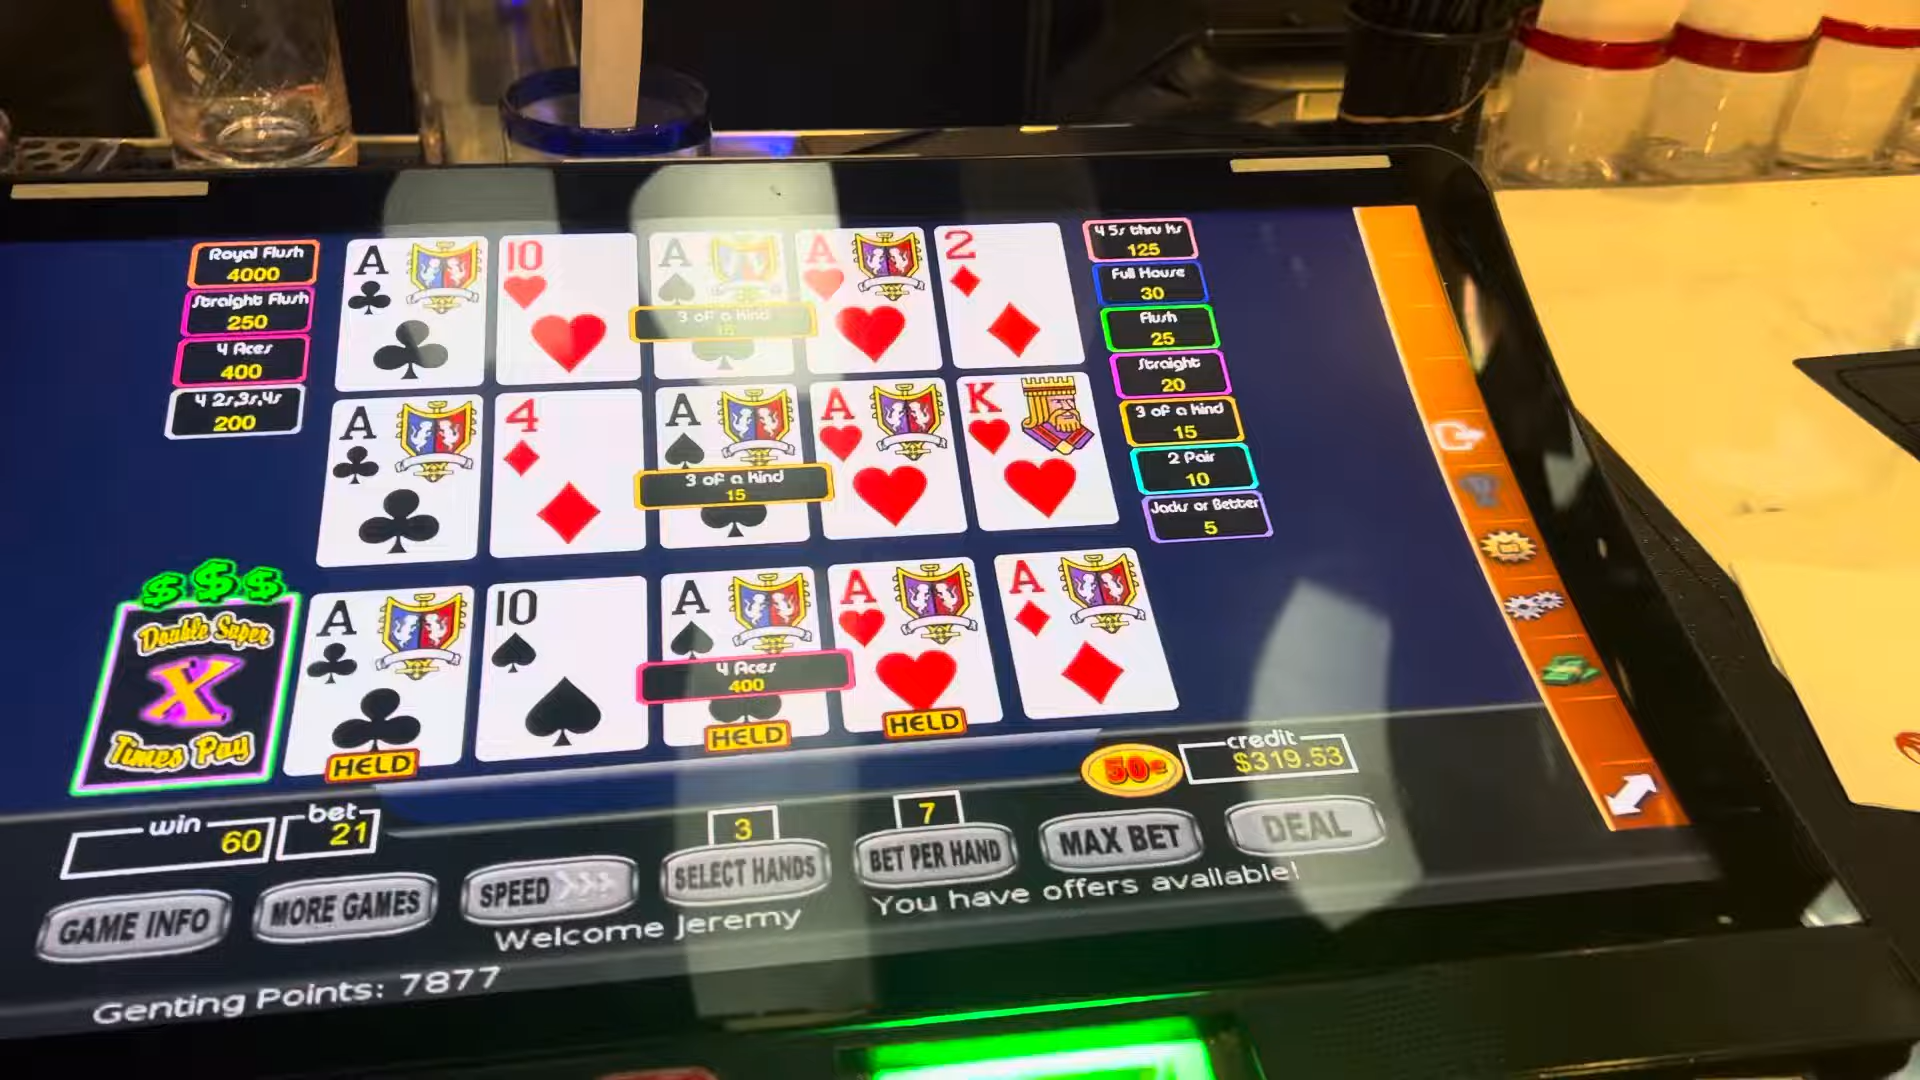 Royal Flush
4000
Straight Flush
250
4 Aces
400
4 2s,3s,4s
200
A
10
A
A
2
3 of a Kind
15
4 5s thru Ks
125
Full House
30
Flush
25
Straight
20
3 of a Kind
15
2 Pair
10
Jacks or Better
5
A
4
A
A
K
3 of a Kind
15
A
10
A
A
A
4 Aces
400
HELD
HELD
HELD
$ $ $
Double Super
X
Times Pay
win
60
bet
21
3
7
50¢
credit
$319.53
GAME INFO
MORE GAMES
SPEED >>>
SELECT HANDS
BET PER HAND
MAX BET
DEAL
Welcome Jeremy
You have offers available!
Genting Points: 7877